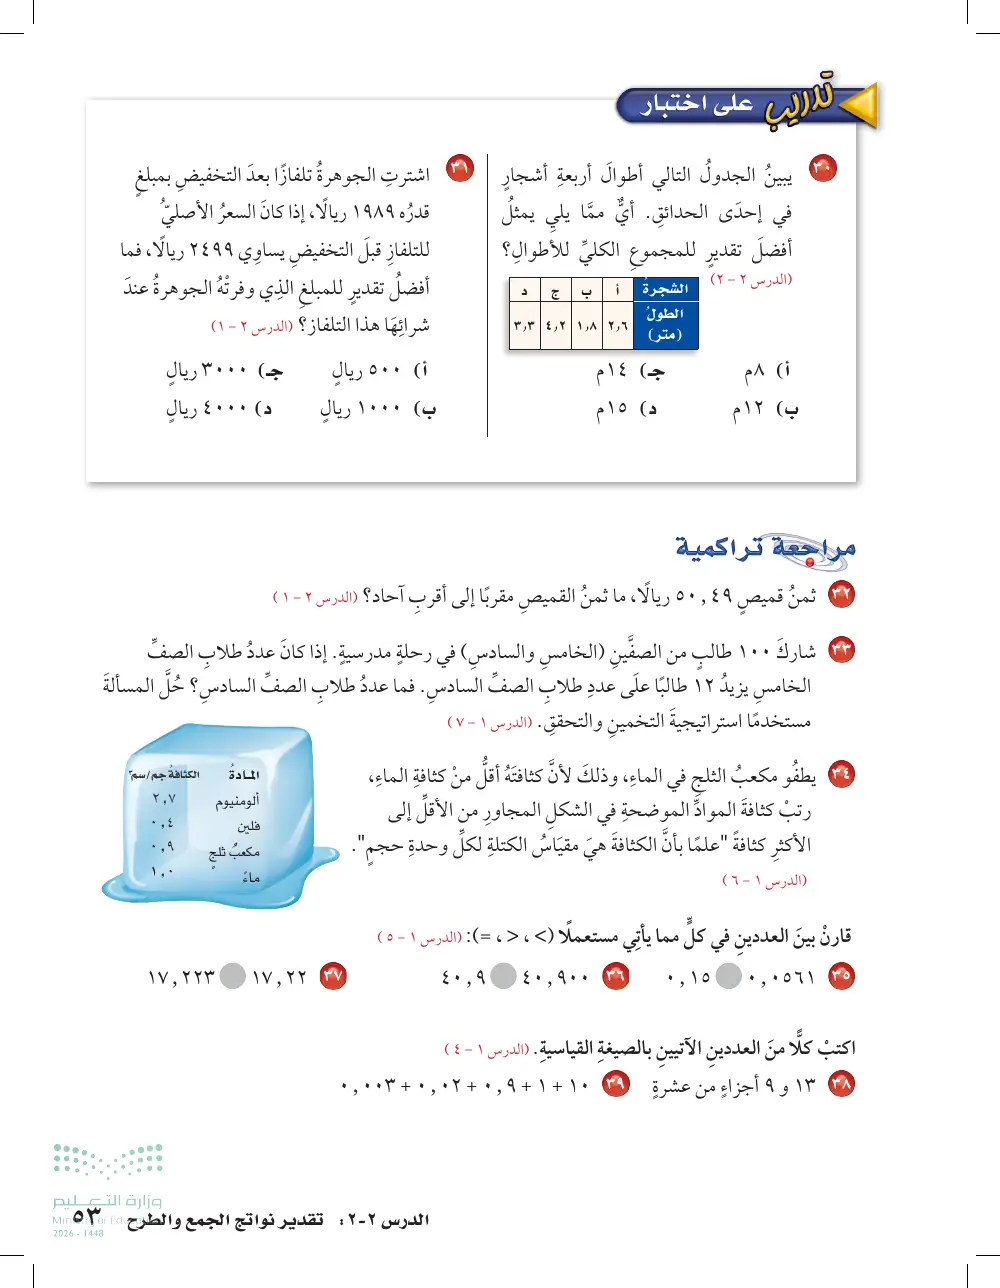 تدريب على اختبار
٣٠ يبينُ الجدولُ التالي أطوالَ أربعةِ أشجارٍ
في إحدَى الحدائقِ. أيٌّ ممَّا يليِ يمثلُ
أفضلَ تقديرٍ للمجموعِ الكليِّ للأطوالِ؟
(الدرس ٢ – ٢)
الشجرة أ ب ج د
الطولُ (متر) ٢٫٦ ١٫٨ ٤٫٢ ٣٫٣
أ) ٨م جـ) ١٤م
ب) ١٢م د) ١٥م
٣١ اشترتِ الجوهرةُ تلفازًا بعدَ التخفيضِ بمبلغٍ
قدرُه ١٩٨٩ ريالًا، إذا كانَ السعرُ الأصليُّ
للتلفازِ قبلَ التخفيضِ يساوِي ٢٤٩٩ ريالًا، فما
أفضلُ تقديرٍ للمبلغِ الذِي وفرتْهُ الجوهرةُ عندَ
شرائِهَا هذا التلفاز؟ (الدرس ٢ – ١)
أ) ٥٠٠ ريالٍ جـ) ٣٠٠٠ ريالٍ
ب) ١٠٠٠ ريالٍ د) ٤٠٠٠ ريالٍ
مراجعة تراكمية
٣٢ ثمنُ قميصٍ ٥٠,٤٩ ريالًا، ما ثمنُ القميصِ مقربًا إلى أقربِ آحاد؟ (الدرس ٢ – ١)
٣٣ شاركَ ١٠٠ طالبٍ من الصفَّينِ (الخامسِ والسادسِ) في رحلةٍ مدرسيةٍ. إذا كانَ عددُ طلابِ الصفِّ
الخامسِ يزيدُ ١٢ طالبًا علَى عددِ طلابِ الصفِّ السادسِ. فما عددُ طلابِ الصفِّ السادسِ؟ حُلَّ المسألةَ
مستخدمًا استراتيجيةَ التخمينِ والتحققِ. (الدرس ١ – ٧)
٣٤ يطفُو مكعبُ الثلجِ في الماءِ، وذلكَ لأنَّ كثافتَهُ أقلُّ منْ كثافةِ الماءِ،
رتبْ كثافةَ الموادِّ الموضحةِ في الشكلِ المجاورِ من الأقلِّ إلى
الأكثرِ كثافةً "علمًا بأنَّ الكثافةَ هيَ مقيَاسُ الكتلةِ لكلِّ وحدةِ حجمٍ".
(الدرس ١ – ٦)
المادةُ الكثافةُ جم/سم٣
ألومنيوم ٢,٧
فلين ٠,٤
مكعبُ ثلجٍ ٠,٩
ماءً ١,٠
قارنْ بينَ العددينِ في كلٍّ مما يأتِي مستعملًا (> ، < ، =): (الدرس ١ – ٥)
٣٥ ٠,٠٥٦١ ٠,١٥ ٣٦ ٤٠,٩٠٠ ٤٠,٩ ٣٧ ١٧,٢٢ ١٧,٢٢٣
اكتبْ كلًّا منَ العددينِ الآتيينِ بالصيغةِ القياسيةِ. (الدرس ١ – ٤)
٣٨ ١٣ و ٩ أجزاءٍ من عشرةٍ ٣٩ ١٠ + ١ + ٠,٩ + ٠,٠٢ + ٠,٠٠٣
وزارة التعليم
Ministry of Education
2026 - 1448
الدرس ٢-٢: تقدير نواتج الجمع والطرح ٥٣